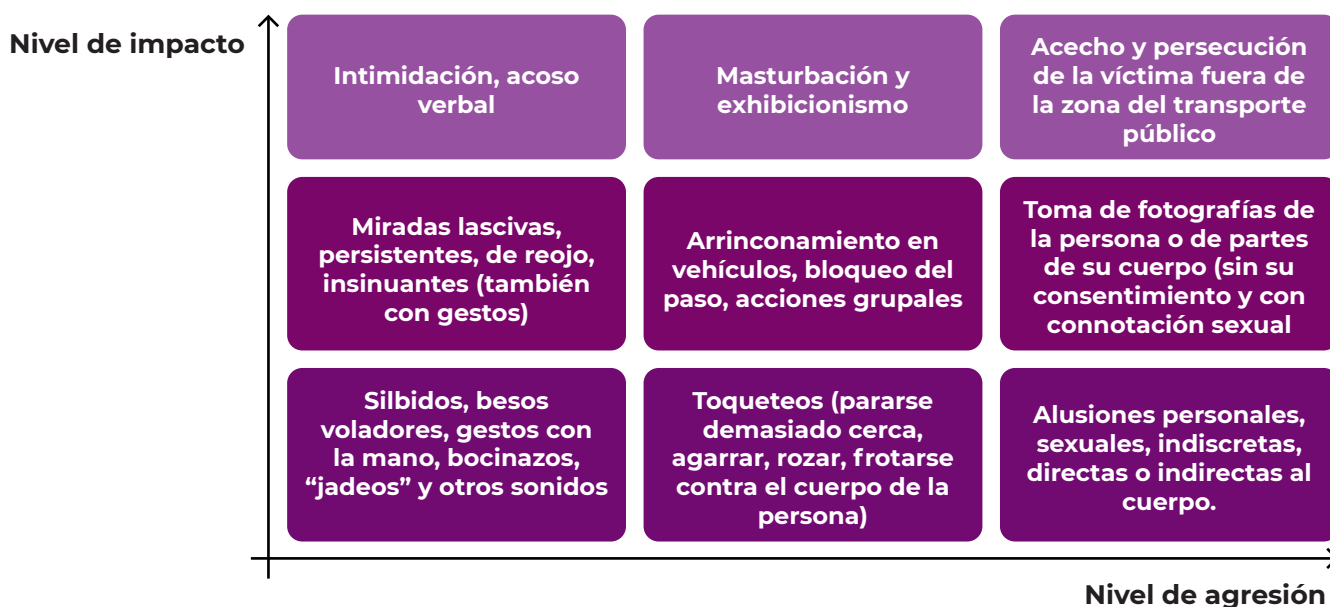 Nivel de impacto
Intimidación, acoso
verbal
Masturbación y
exhibicionismo
Acecho y persecución
de la víctima fuera de
la zona del transporte
público
Miradas lascivas,
persistentes, de reojo,
insinuantes (también
con gestos)
Arrinconamiento en
vehículos, bloqueo del
paso, acciones grupales
Toma de fotografías de
la persona o de partes
de su cuerpo (sin su
consentimiento y con
connotación sexual
Silbidos, besos
voladores, gestos con
la mano, bocinazos,
“jadeos” y otros sonidos
Toqueteos (pararse
demasiado cerca,
agarrar, rozar, frotarse
contra el cuerpo de la
persona)
Alusiones personales,
sexuales, indiscretas,
directas o indirectas al
cuerpo.
Nivel de agresión